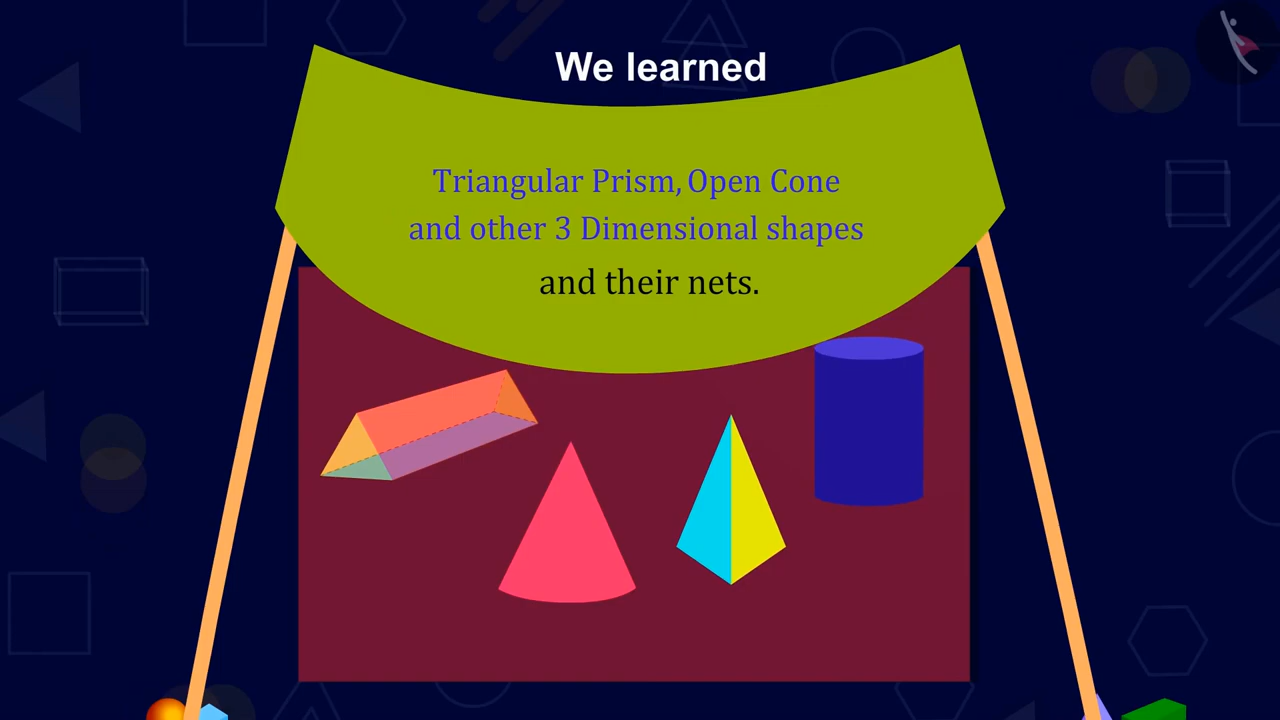 We learned
Triangular Prism, Open Cone
and other 3 Dimensional shapes
and their nets.